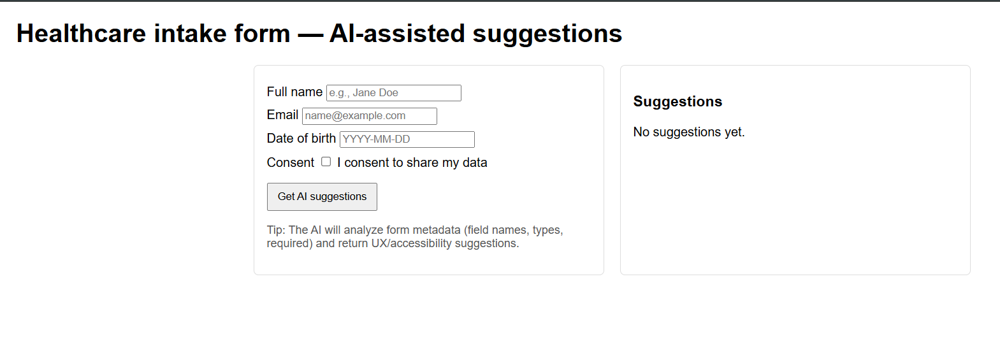 Healthcare intake form — AI-assisted suggestions
Full name e.g., Jane Doe
Email name@example.com
Date of birth YYYY-MM-DD
Consent I consent to share my data
Get AI suggestions
Tip: The AI will analyze form metadata (field names, types,
required) and return UX/accessibility suggestions.
Suggestions
No suggestions yet.